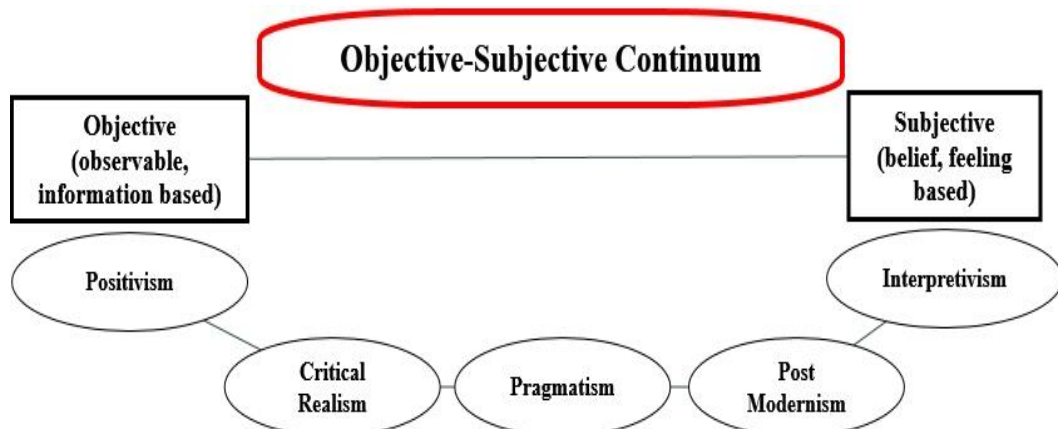 Objective-Subjective Continuum
Objective
(observable,
information based)
Subjective
(belief, feeling
based)
Positivism
Interpretivism
Critical
Realism
Pragmatism
Post
Modernism